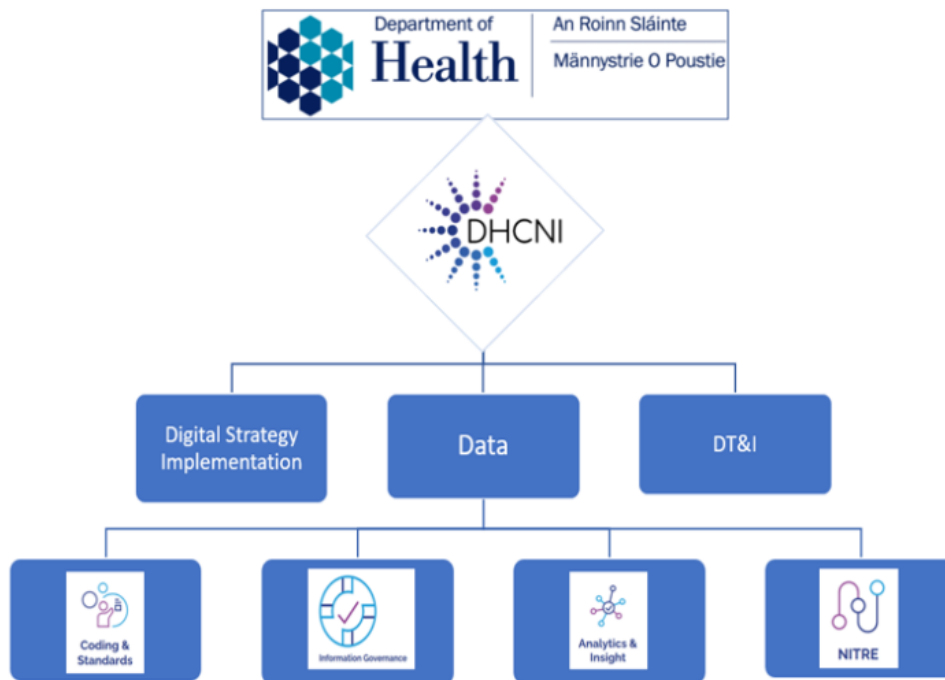 Department of
Health
An Roinn Sláinte
Männystrie O Poustie
DHCNI
Digital Strategy
Implementation
Data
DT&I
Coding &
Standards
Information Governance
Analytics &
Insight
NITRE